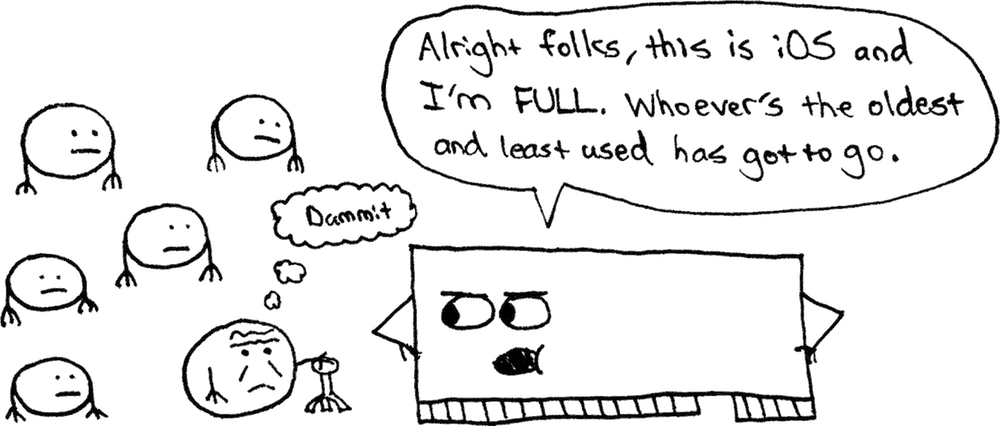 Alright folks, this is iOS and
I'm FULL. Whoever's the oldest
and least used has got to go.
Dammit